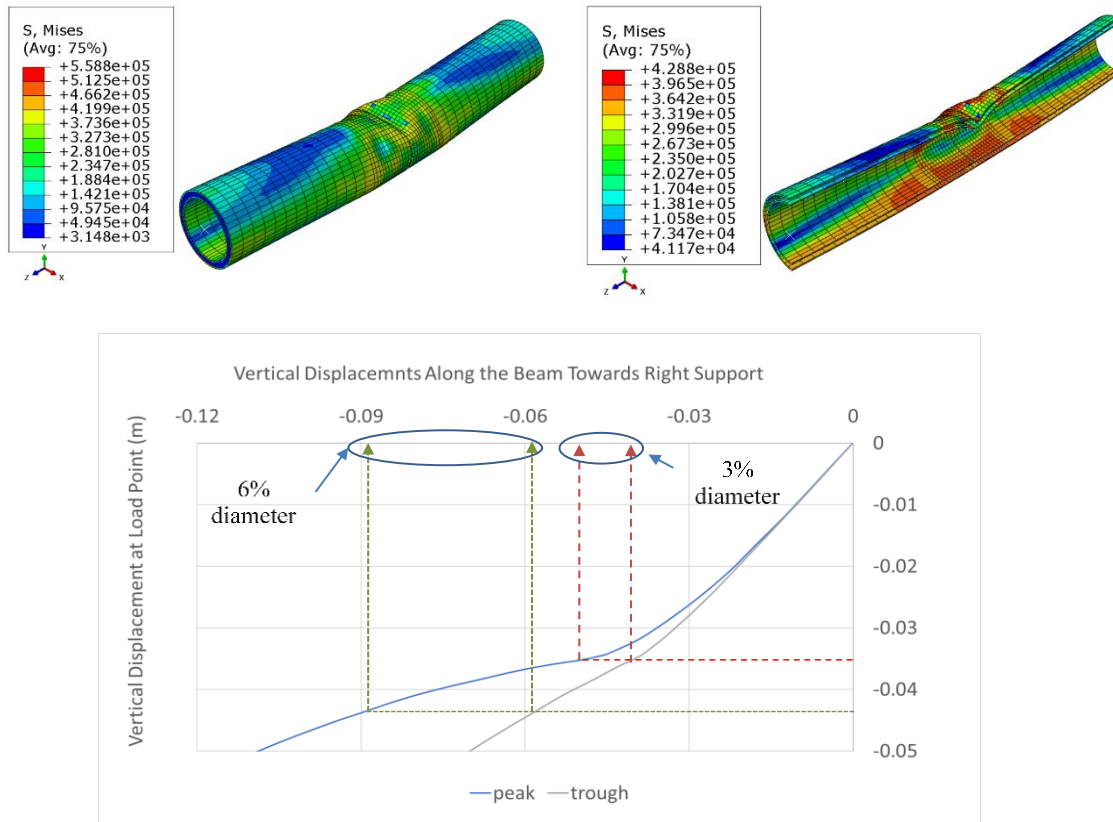 S, Mises
(Avg: 75%)
+5.588e+05
+5.125e+05
+4.662e+05
+4.199e+05
+3.736e+05
+3.273e+05
+2.810e+05
+2.347e+05
+1.884e+05
+1.421e+05
+9.575e+04
+4.945e+04
+3.148e+03
Y
Z X
S, Mises
(Avg: 75%)
+4.288e+05
+3.965e+05
+3.642e+05
+3.319e+05
+2.996e+05
+2.673e+05
+2.350e+05
+2.027e+05
+1.704e+05
+1.381e+05
+1.058e+05
+7.347e+04
+4.117e+04
Y
Z X
Vertical Displacemnts Along the Beam Towards Right Support
-0.12 -0.09 -0.06 -0.03 0
Vertical Displacement at Load Point (m)
6%
diameter
3%
diameter
0
-0.01
-0.02
-0.03
-0.04
-0.05
peak trough